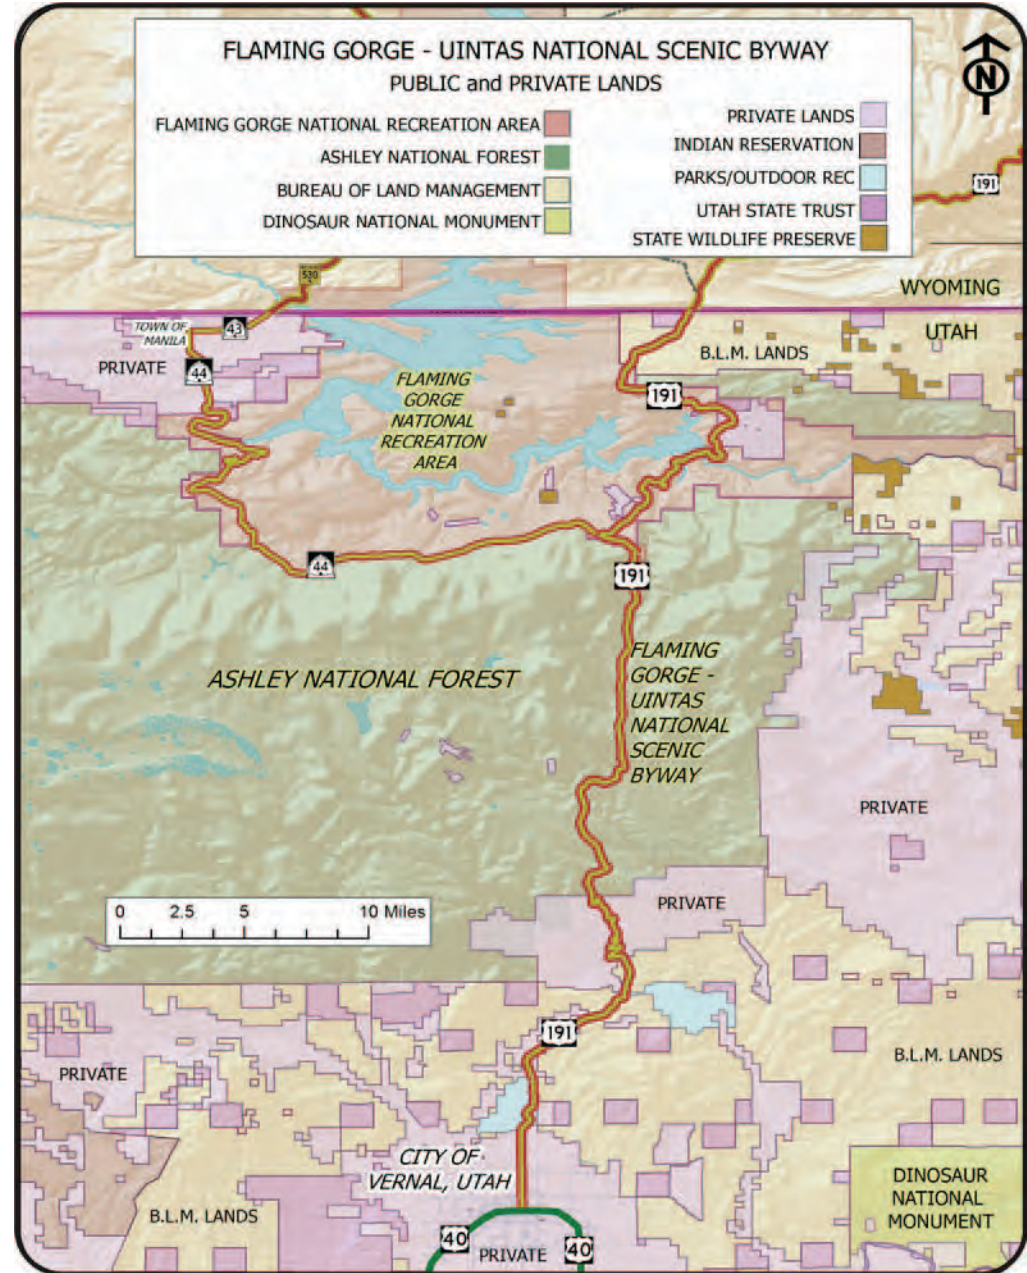 FLAMING GORGE - UINTAS NATIONAL SCENIC BYWAY
PUBLIC and PRIVATE LANDS
FLAMING GORGE NATIONAL RECREATION AREA
ASHLEY NATIONAL FOREST
BUREAU OF LAND MANAGEMENT
DINOSAUR NATIONAL MONUMENT
PRIVATE LANDS
INDIAN RESERVATION
PARKS/OUTDOOR REC
UTAH STATE TRUST
STATE WILDLIFE PRESERVE
N
191
530
WYOMING
UTAH
TOWN OF
MANILA
43
PRIVATE
44
B.L.M. LANDS
191
FLAMING
GORGE
NATIONAL
RECREATION
AREA
44
191
ASHLEY NATIONAL FOREST
FLAMING
GORGE -
UINTAS
NATIONAL
SCENIC
BYWAY
PRIVATE
PRIVATE
0 2.5 5 10 Miles
191
B.L.M. LANDS
PRIVATE
CITY OF
VERNAL, UTAH
DINOSAUR
NATIONAL
MONUMENT
B.L.M. LANDS
40
PRIVATE
40